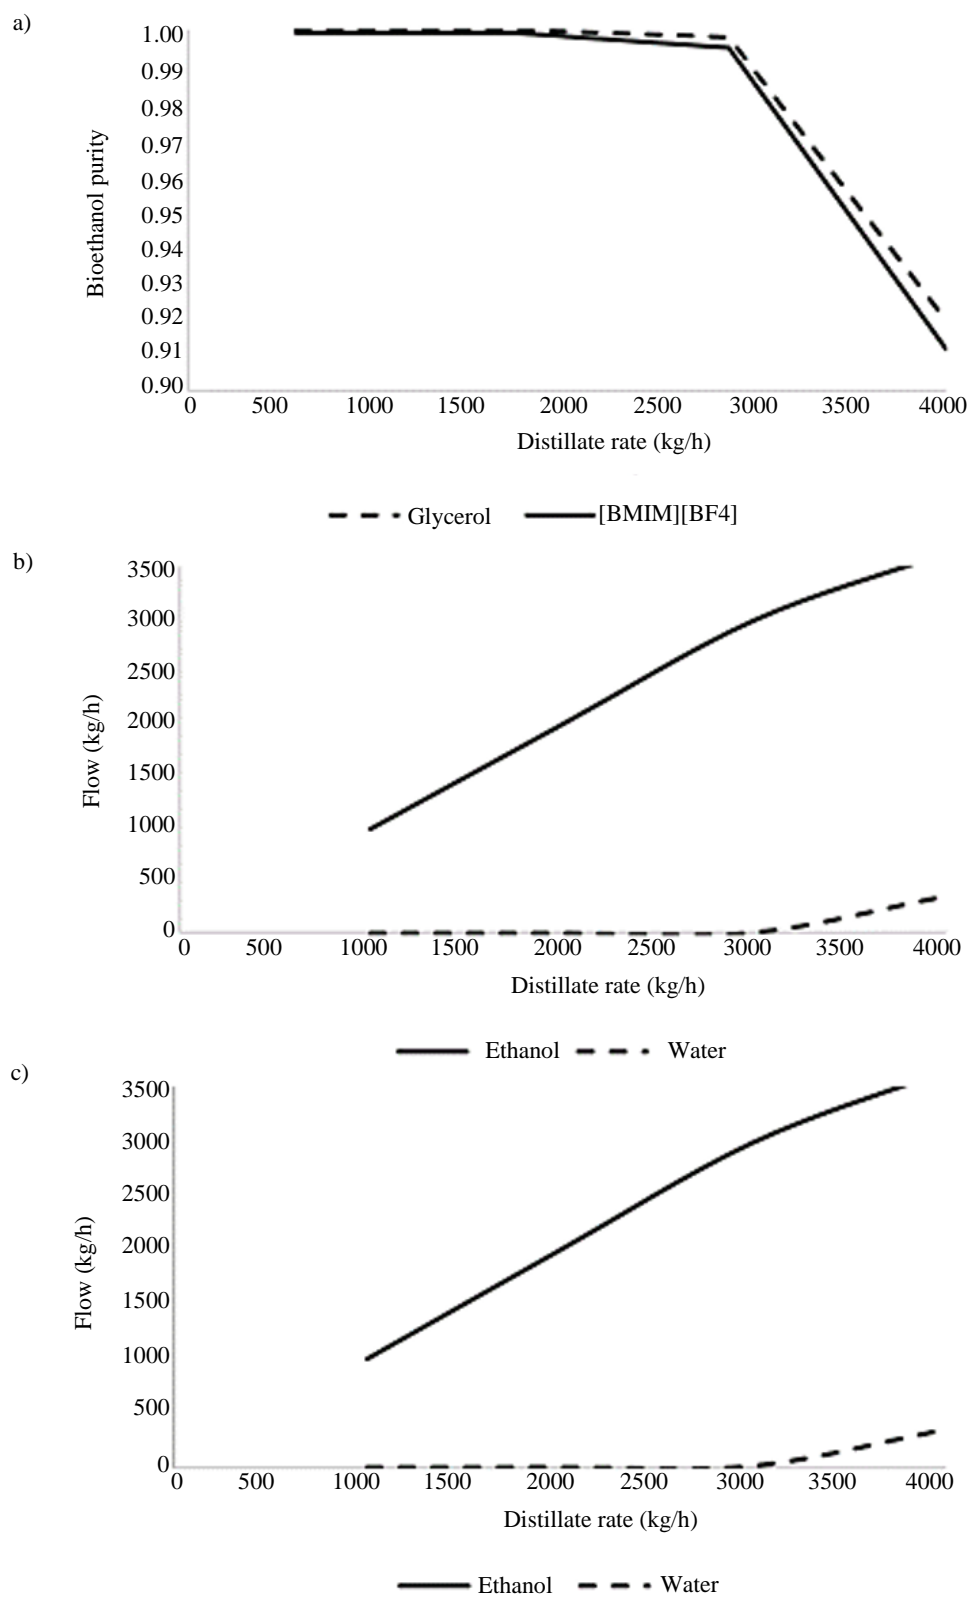 a)
1.00
0.99
0.98
0.97
0.96
0.95
0.94
0.93
0.92
0.91
0.90
Bioethanol purity
0 500 1000 1500 2000 2500 3000 3500 4000
Distillate rate (kg/h)
Glycerol [BMIM][BF4]
b)
3500
3000
2500
2000
1500
1000
500
0
Flow (kg/h)
0 500 1000 1500 2000 2500 3000 3500 4000
Distillate rate (kg/h)
Ethanol Water
c)
3500
3000
2500
2000
1500
1000
500
0
Flow (kg/h)
0 500 1000 1500 2000 2500 3000 3500 4000
Distillate rate (kg/h)
Ethanol Water